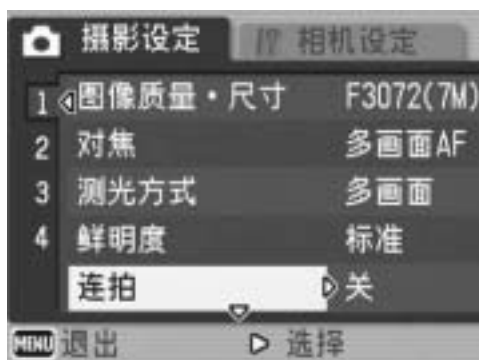 摄影设定 相机设定
1 图像质量・尺寸 F3072(7M)
2 对焦 多画面AF
3 测光方式 多画面
4 鲜明度 标准
连拍 关
MENU 退出 选择